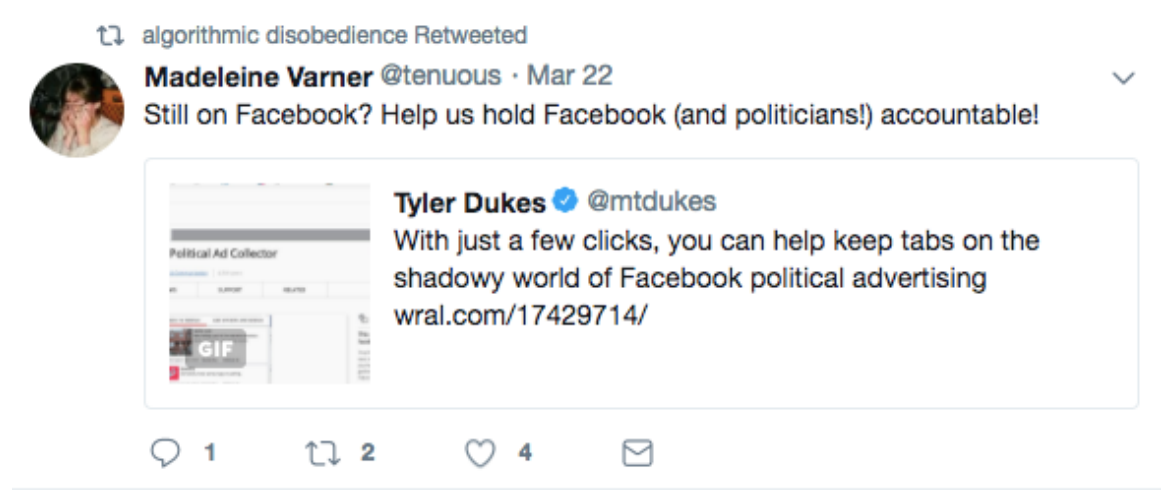 algorithmic disobedience Retweeted
Madeleine Varner @tenuous · Mar 22
Still on Facebook? Help us hold Facebook (and politicians!) accountable!
Tyler Dukes @mtdukes
With just a few clicks, you can help keep tabs on the
shadowy world of Facebook political advertising
wral.com/17429714/
Political Ad Collector
SUPPORT RELATED
GIF
1 2 4